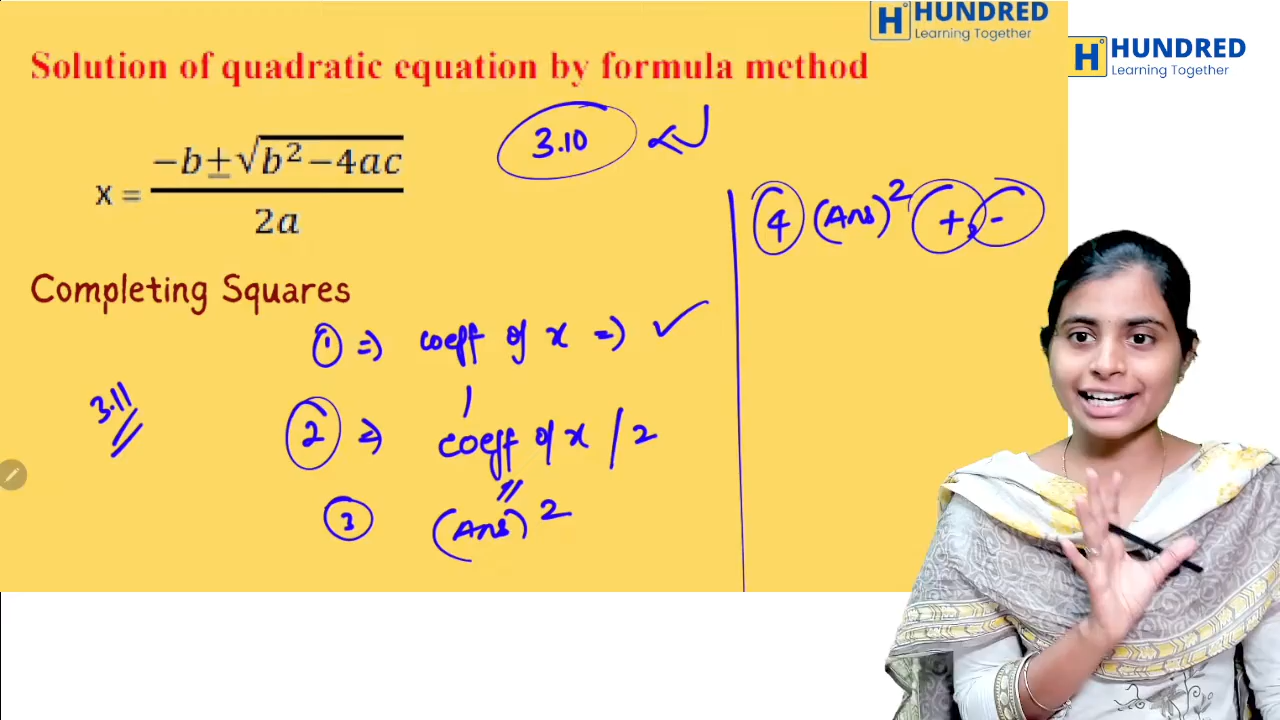 H° HUNDRED
Learning Together
H° HUNDRED
Learning Together
Solution of quadratic equation by formula method
x = −b±√b²−4ac / 2a
3.10
4 (Ans)² +, -
Completing Squares
1 => coeff of x => ✓
3.11
2 => coeff of x / 2
3 (Ans)²